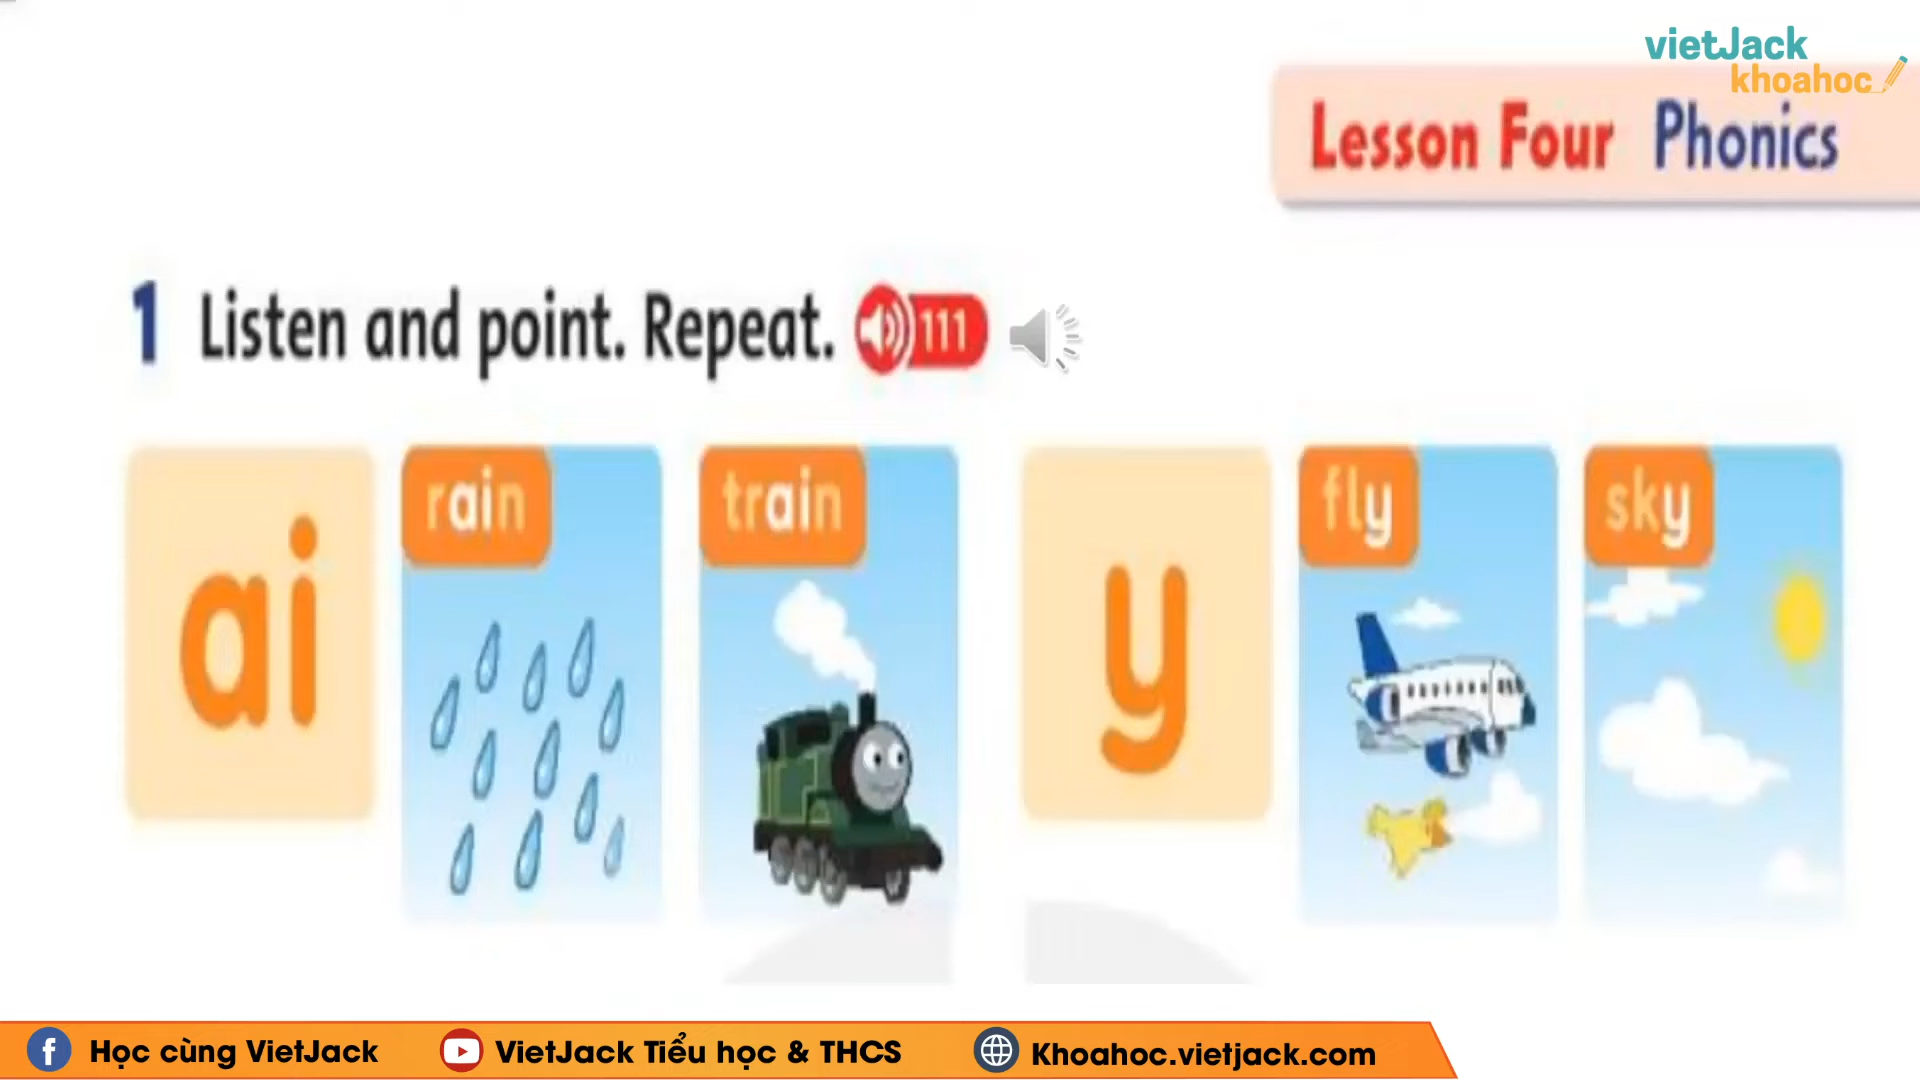 vietJack
khoahoc
Lesson Four Phonics
1 Listen and point. Repeat. 111
ai
rain
train
y
fly
sky
Học cùng VietJack
VietJack Tiểu học & THCS
Khoahoc.vietjack.com